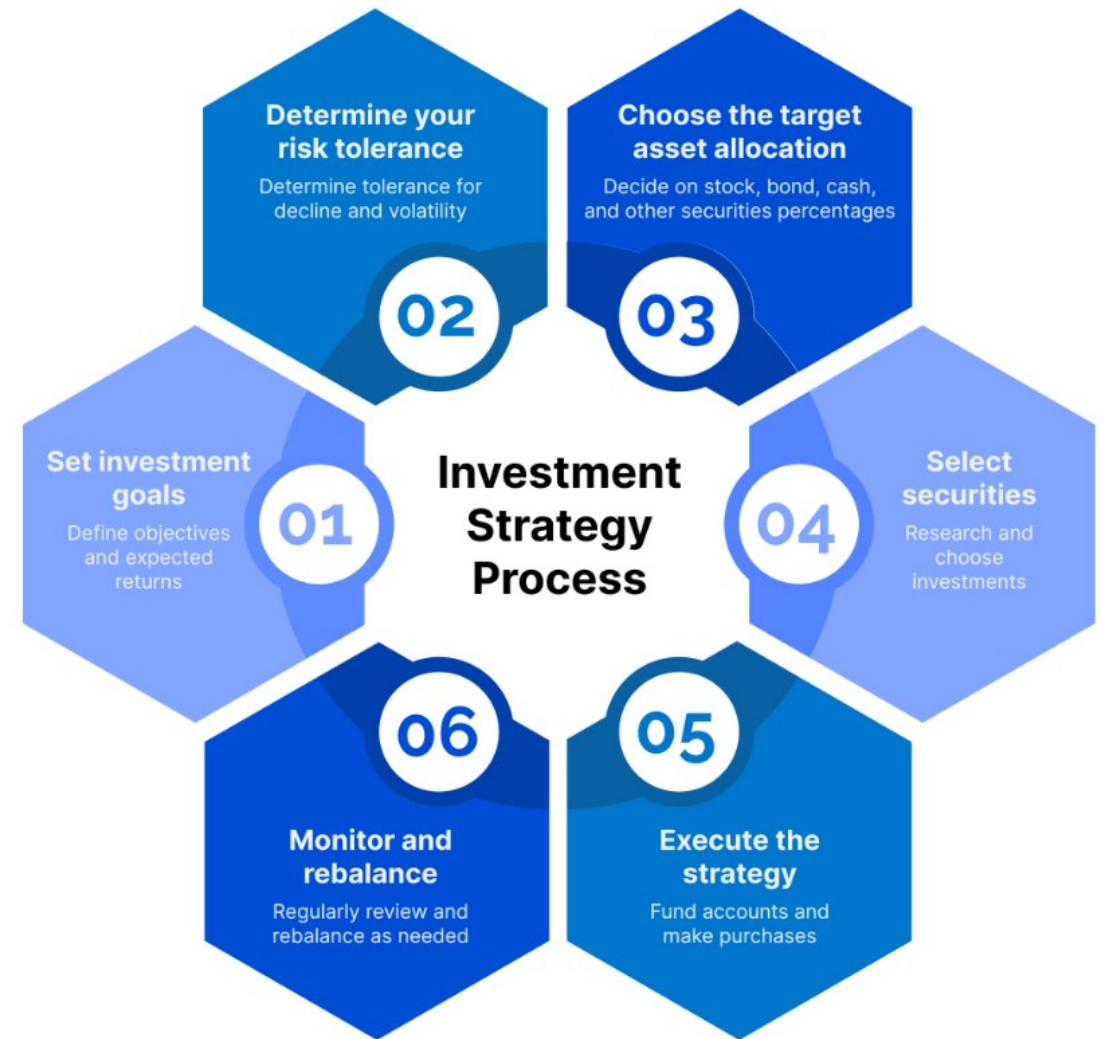 Investment
Strategy
Process
01
Set investment
goals
Define objectives
and expected
returns
02
Determine your
risk tolerance
Determine tolerance for
decline and volatility
03
Choose the target
asset allocation
Decide on stock, bond, cash,
and other securities percentages
04
Select
securities
Research and
choose
investments
05
Execute the
strategy
Fund accounts and
make purchases
06
Monitor and
rebalance
Regularly review and
rebalance as needed